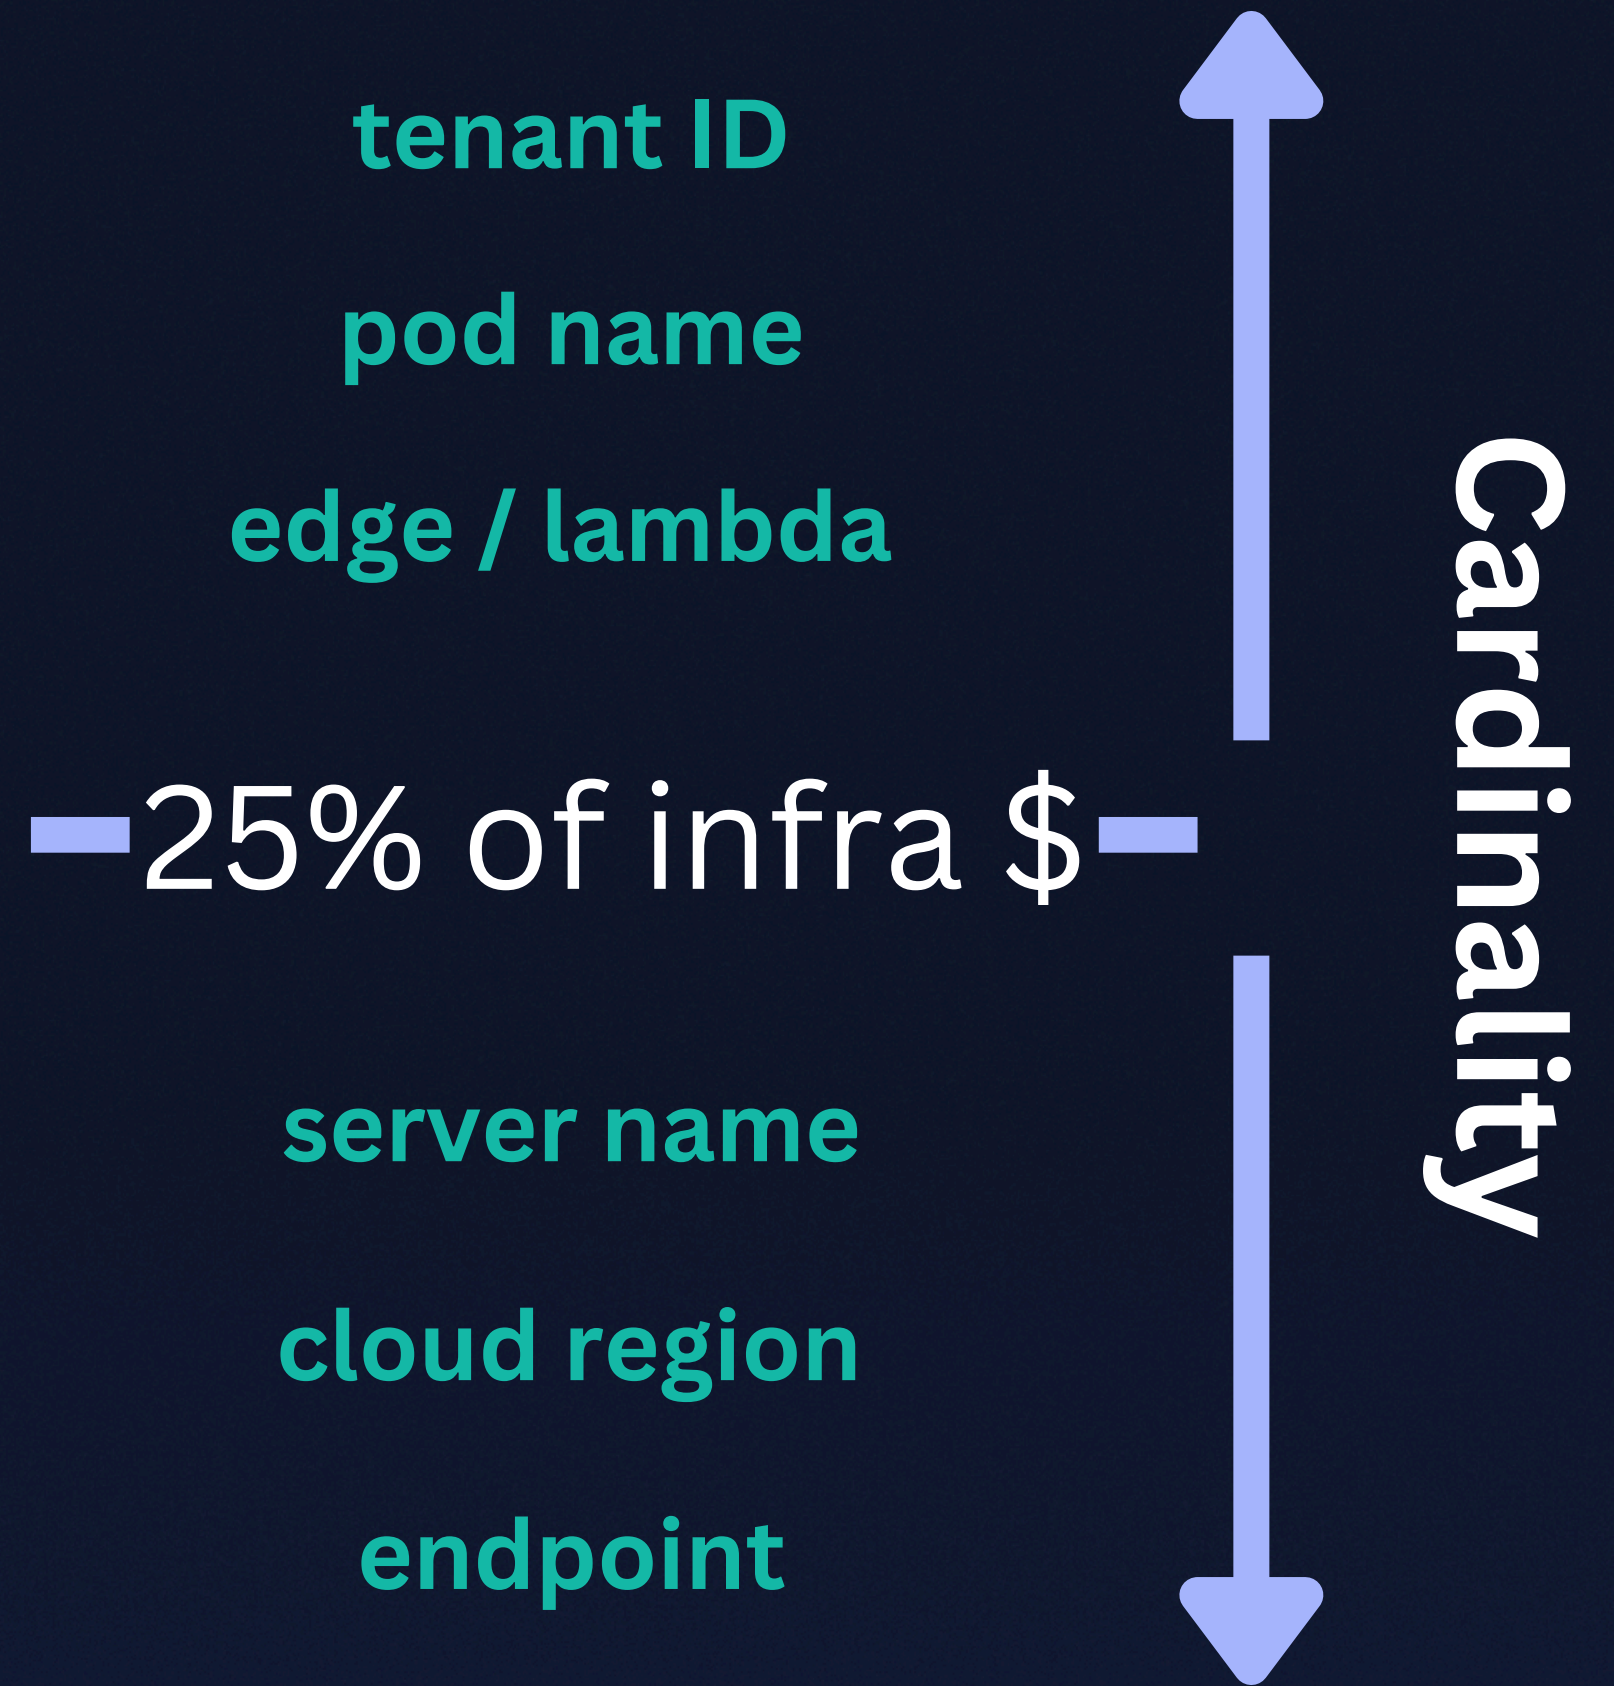 tenant ID
pod name
edge / lambda
25% of infra $
server name
cloud region
endpoint
Cardinality